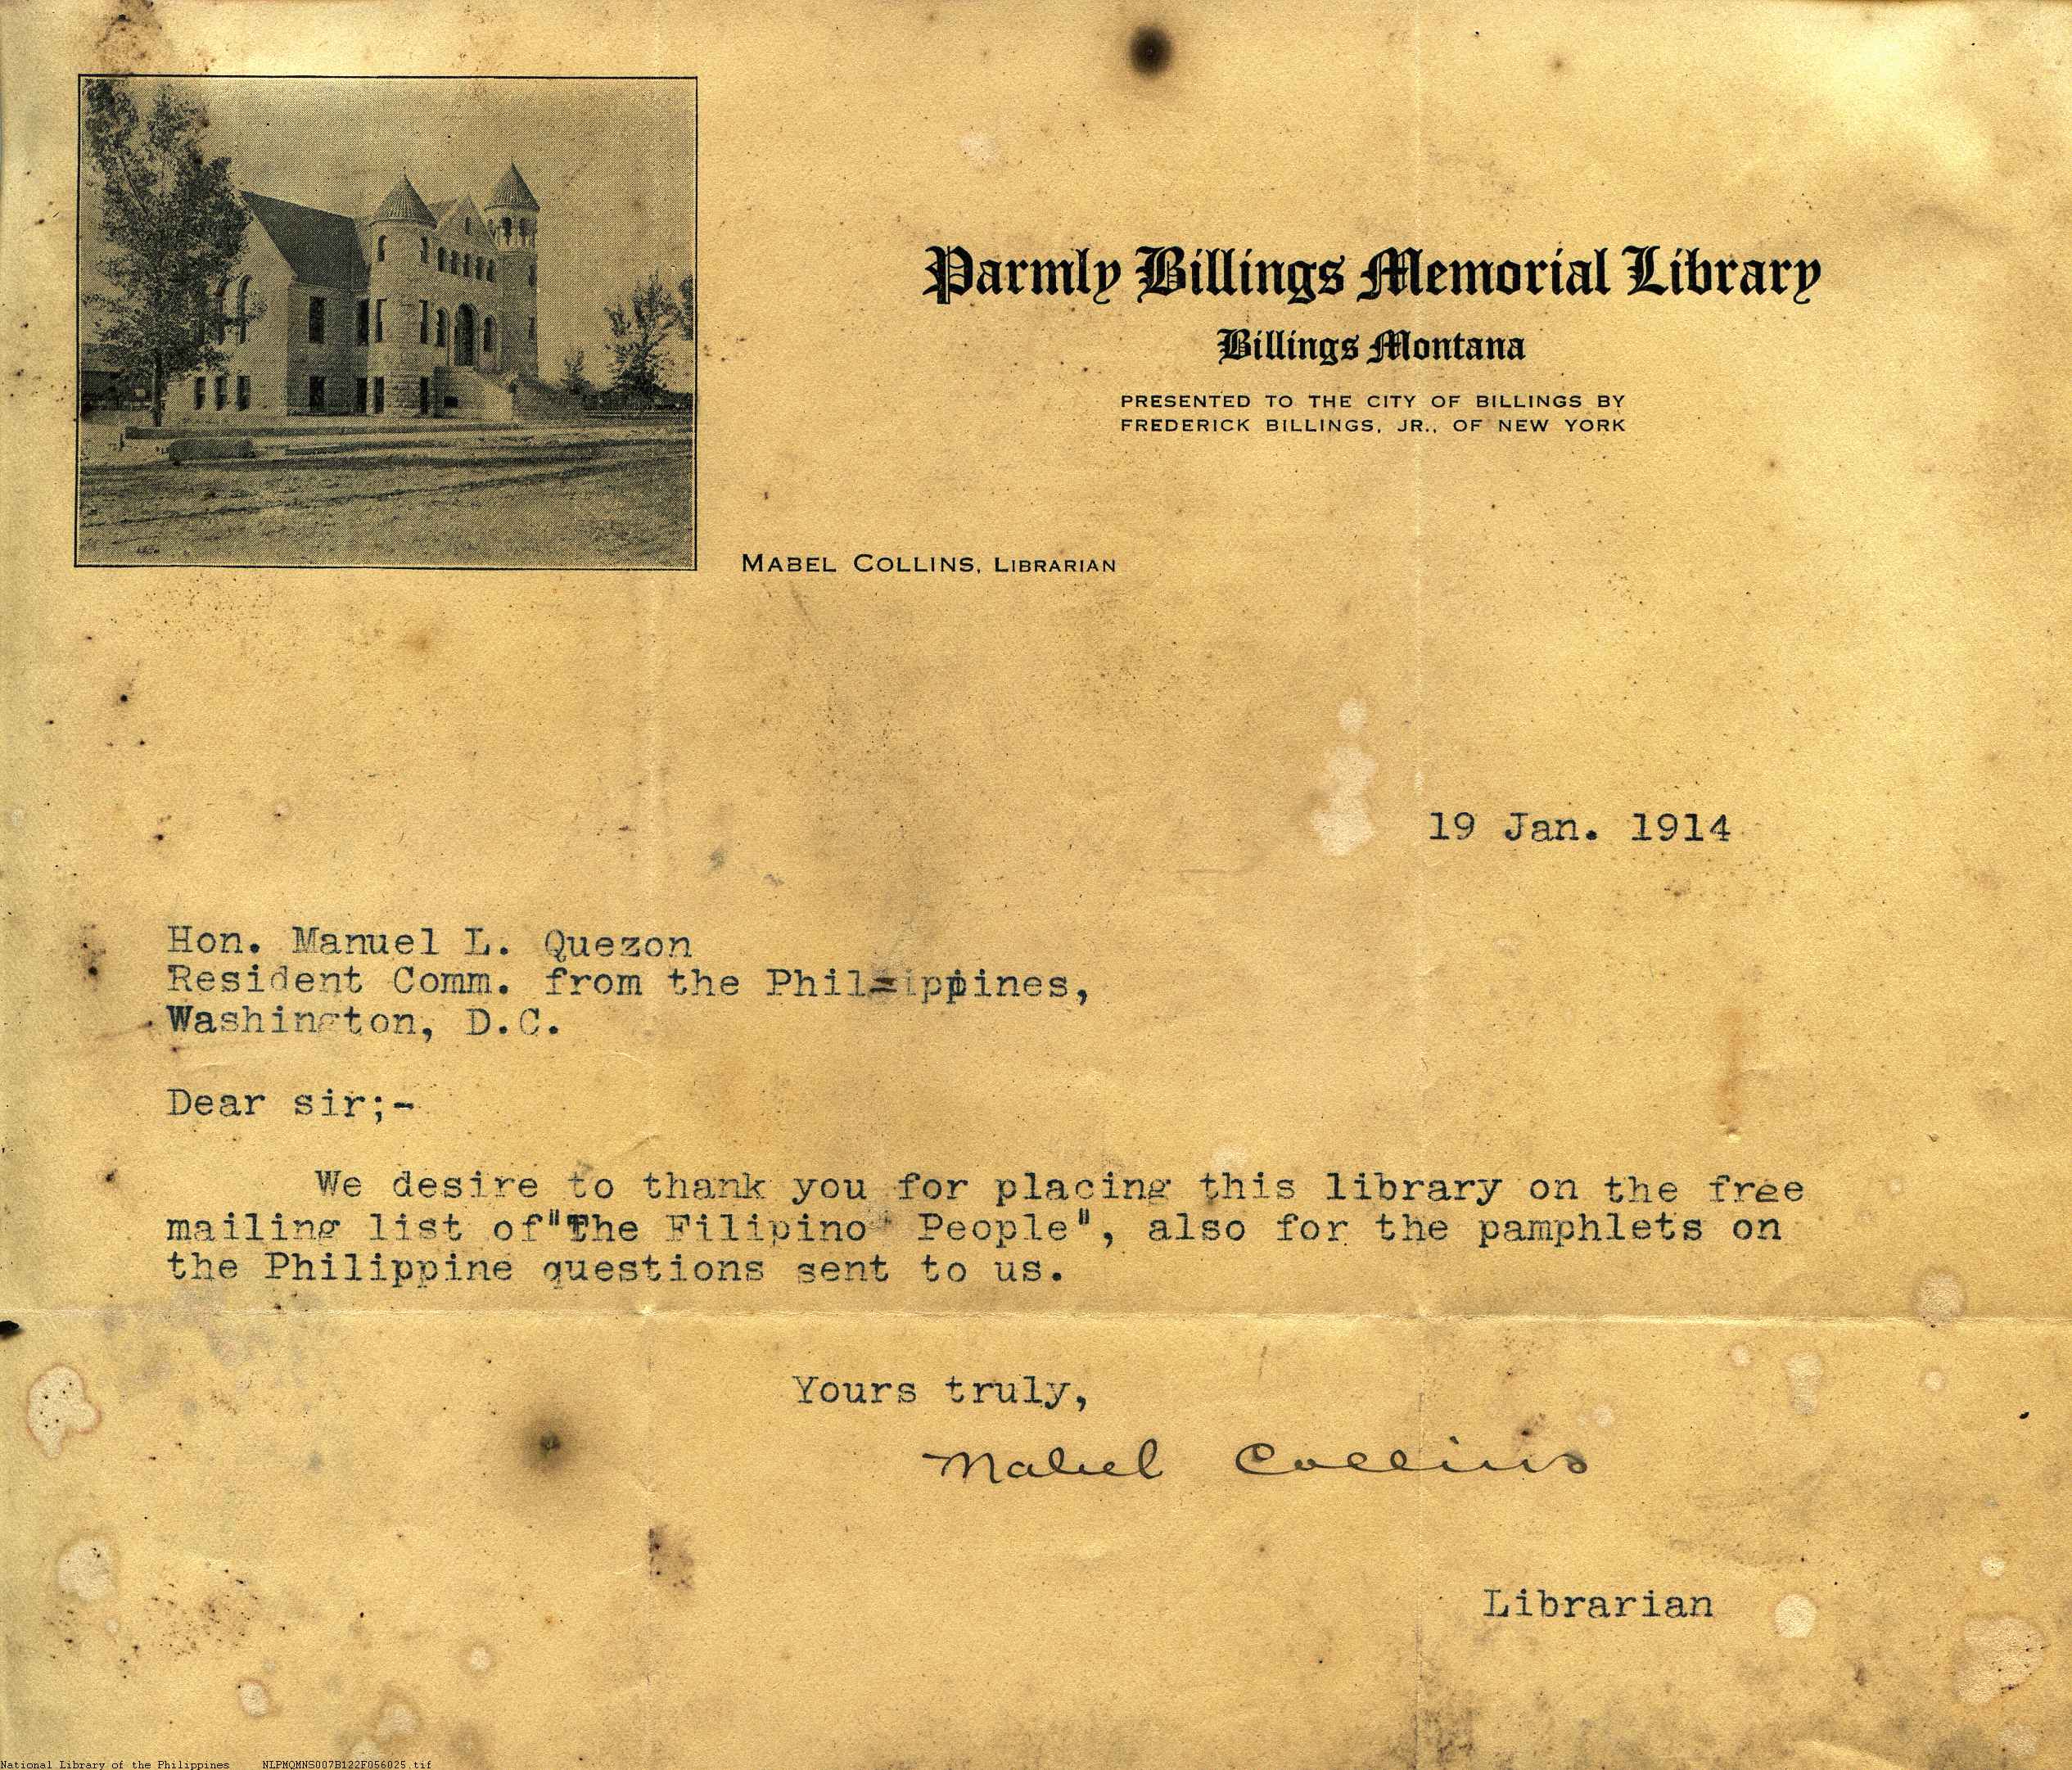 Parmly Billings Memorial Library
Billings Montana
PRESENTED TO THE CITY OF BILLINGS BY
FREDERICK BILLINGS, JR., OF NEW YORK
MABEL COLLINS, LIBRARIAN
19 Jan. 1914
Hon. Manuel L. Quezon
Resident Comm. from the Philippines,
Washington, D.C.
Dear sir;-
We desire to thank you for placing this library on the free
mailing list of"The Filipino People", also for the pamphlets on
the Philippine questions sent to us.
Yours truly,
Mabel Collins
Librarian
National Library of the Philippines NLPMQMNS007B122F056025.tif